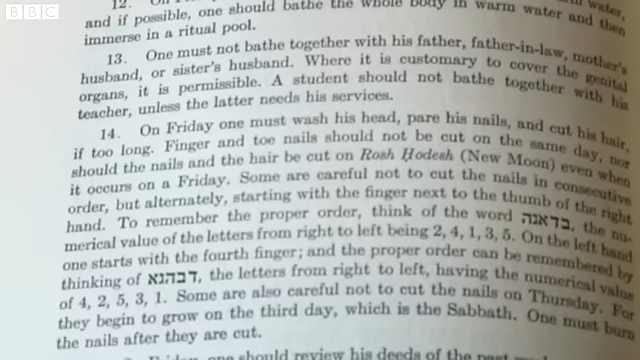 BBC
12. On
and if possible, one should bathe the whole body in warm water and then
immerse in a ritual pool.
13. One must not bathe together with his father, father-in-law, mother's
husband, or sister's husband. Where it is customary to cover the genital
organs, it is permissible. A student should not bathe together with his
teacher, unless the latter needs his services.
14. On Friday one must wash his head, pare his nails, and cut his hair,
if too long. Finger and toe nails should not be cut on the same day, nor
should the nails and the hair be cut on Rosh Ḥodesh (New Moon) even when
it occurs on a Friday. Some are careful not to cut the nails in consecutive
order, but alternately, starting with the finger next to the thumb of the right
hand. To remember the proper order, think of the word בדאגה, the nu-
merical value of the letters from right to left being 2, 4, 1, 3, 5. On the left hand
one starts with the fourth finger; and the proper order can be remembered by
thinking of דבהגא, the letters from right to left, having the numerical value
of 4, 2, 5, 3, 1. Some are also careful not to cut the nails on Thursday. For
they begin to grow on the third day, which is the Sabbath. One must burn
the nails after they are cut.
Friday, one should review his deeds of the past